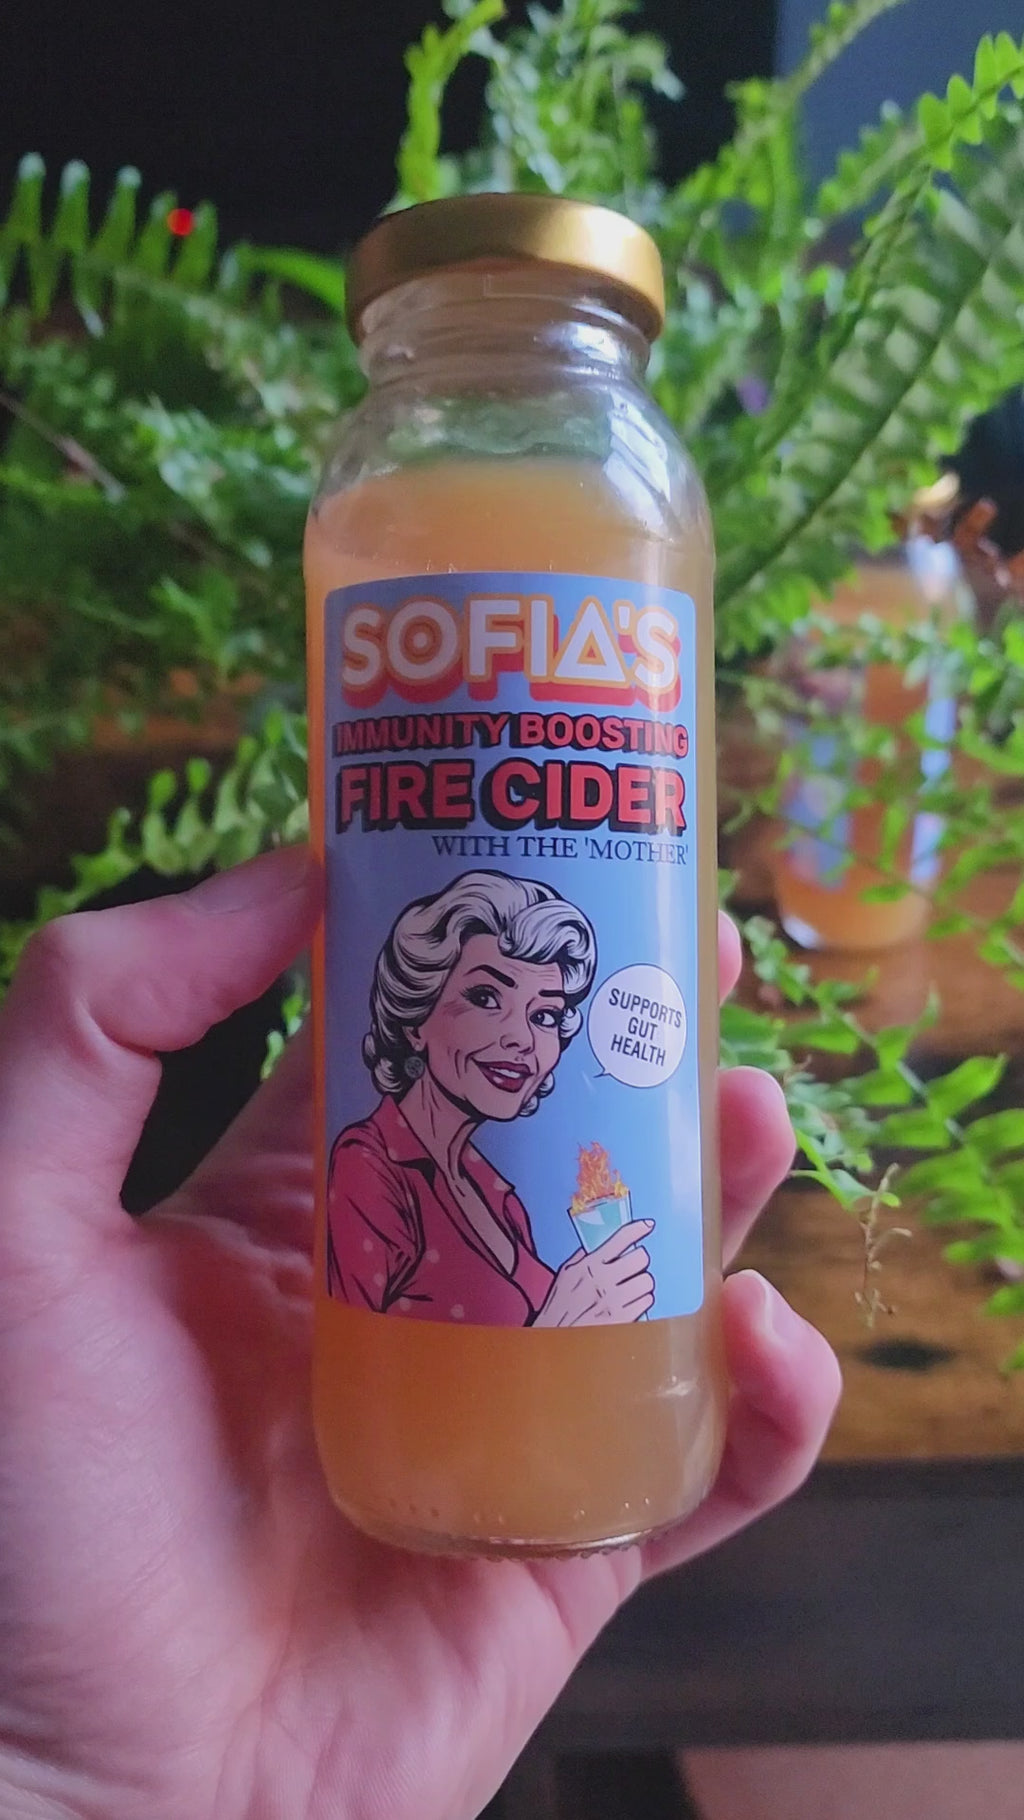 SOFIA'S
IMMUNITY BOOSTING
FIRE CIDER
WITH THE 'MOTHER'
SUPPORTS
GUT
HEALTH